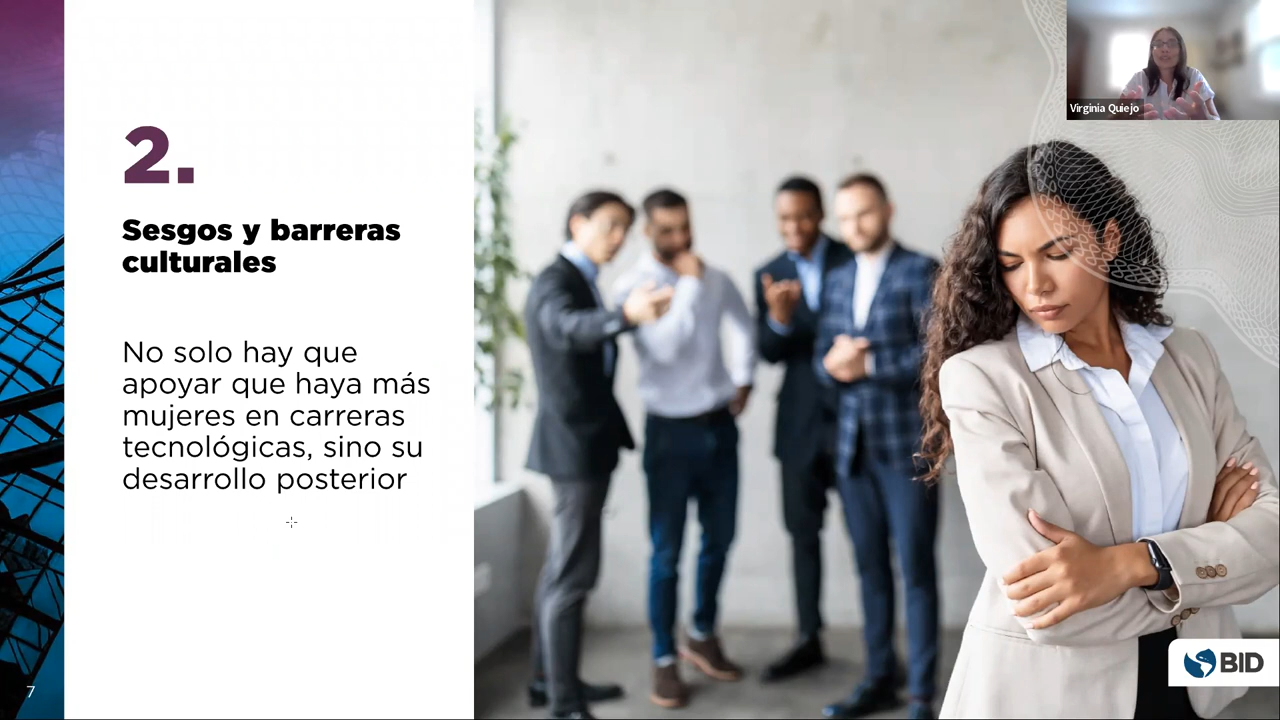 Virginia Quiejo
2.
Sesgos y barreras
culturales
No solo hay que
apoyar que haya más
mujeres en carreras
tecnológicas, sino su
desarrollo posterior
7
BID